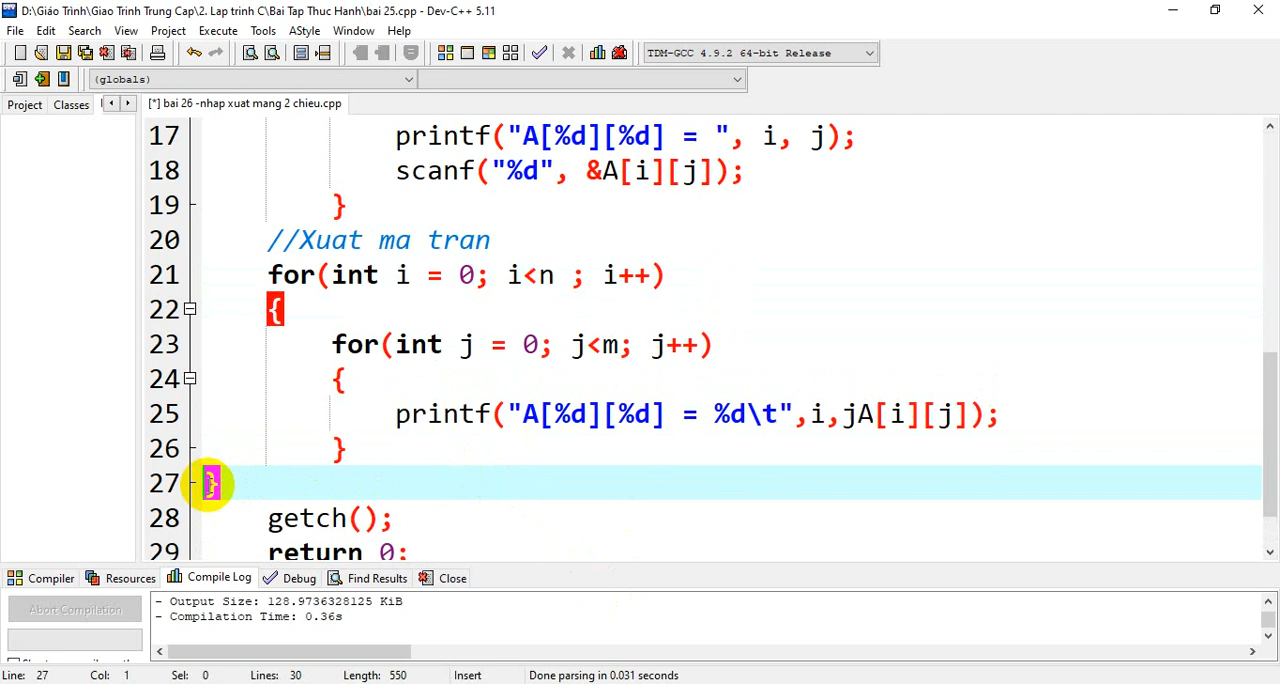 D:\Giáo Trình\Giao Trinh Trung Cap\2. Lap trinh C\Bai Tap Thuc Hanh\bai 25.cpp - Dev-C++ 5.11
File Edit Search View Project Execute Tools AStyle Window Help
TDM-GCC 4.9.2 64-bit Release
(globals)
Project Classes [*] bai 26 -nhap xuat mang 2 chieu.cpp
17 printf("A[%d][%d] = ", i, j);
18 scanf("%d", &A[i][j]);
19 }
20 //Xuat ma tran
21 for(int i = 0; i<n ; i++)
22 {
23 for(int j = 0; j<m; j++)
24 {
25 printf("A[%d][%d] = %d\t",i,jA[i][j]);
26 }
27 }
28 getch();
29 return 0;
Compiler Resources Compile Log Debug Find Results Close
Abort Compilation
- Output Size: 128.9736328125 KiB
- Compilation Time: 0.36s
Line: 27 Col: 1 Sel: 0 Lines: 30 Length: 550 Insert Done parsing in 0.031 seconds